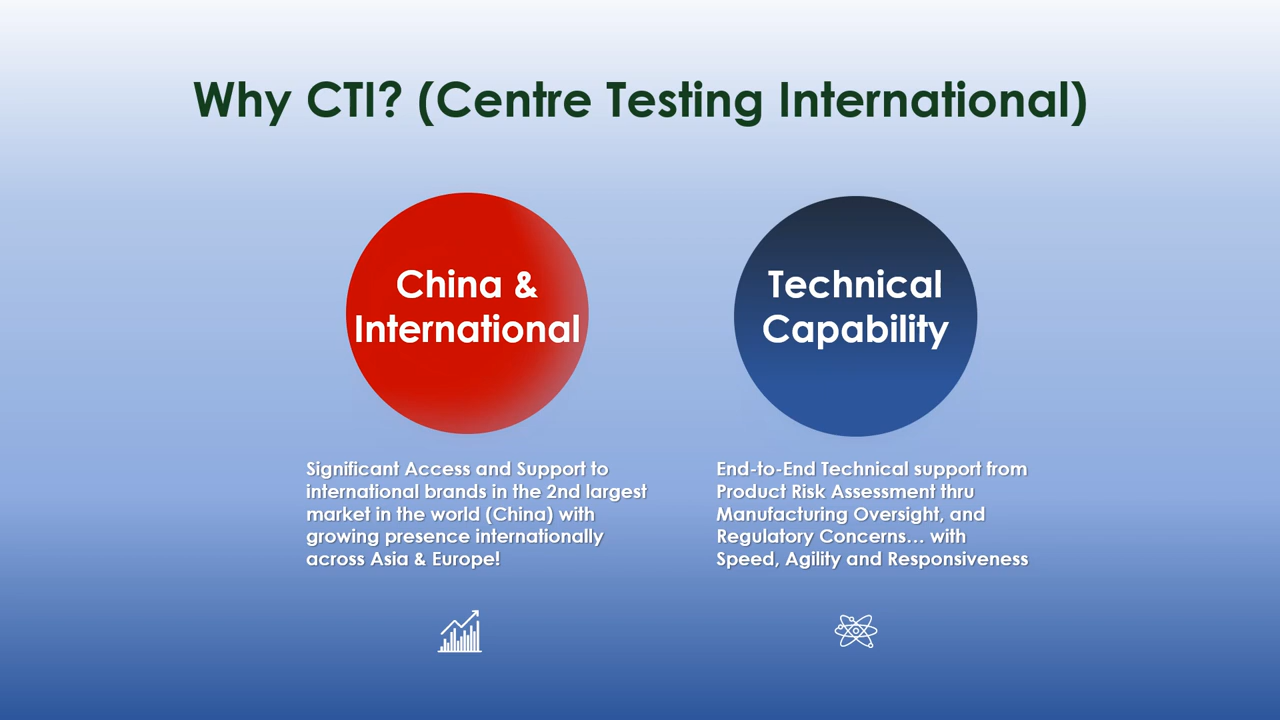 Why CTI? (Centre Testing International)
China &
International
Technical
Capability
Significant Access and Support to
international brands in the 2nd largest
market in the world (China) with
growing presence internationally
across Asia & Europe!
End-to-End Technical support from
Product Risk Assessment thru
Manufacturing Oversight, and
Regulatory Concerns… with
Speed, Agility and Responsiveness